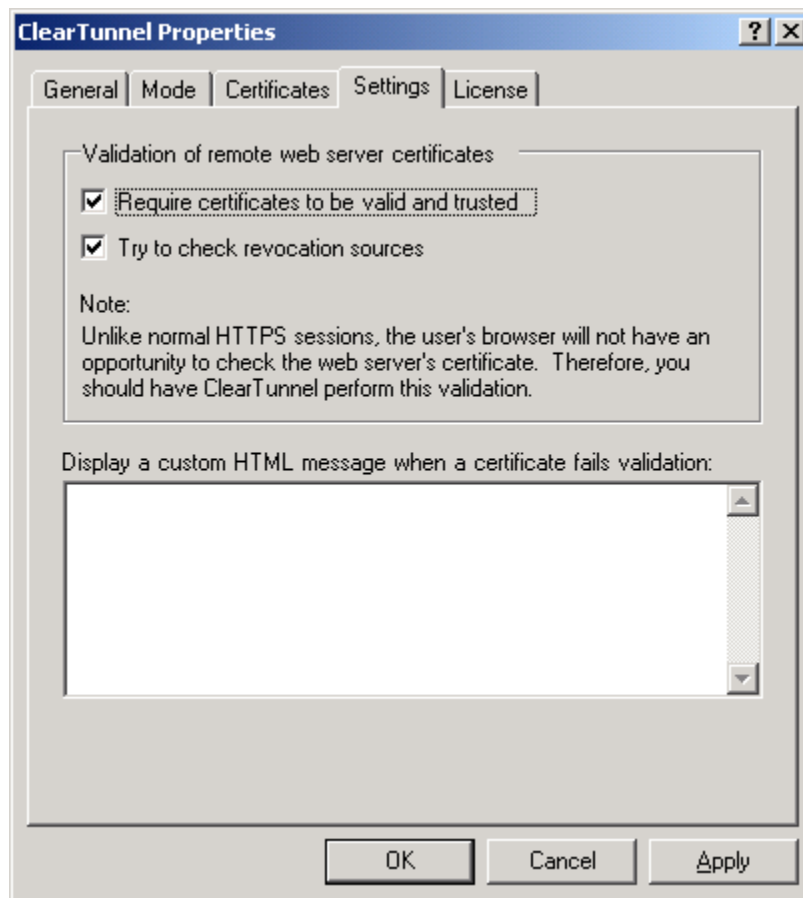 ClearTunnel Properties
General Mode Certificates Settings License
Validation of remote web server certificates
Require certificates to be valid and trusted
Try to check revocation sources
Note:
Unlike normal HTTPS sessions, the user's browser will not have an
opportunity to check the web server's certificate.  Therefore, you
should have ClearTunnel perform this validation.
Display a custom HTML message when a certificate fails validation:
OK Cancel Apply